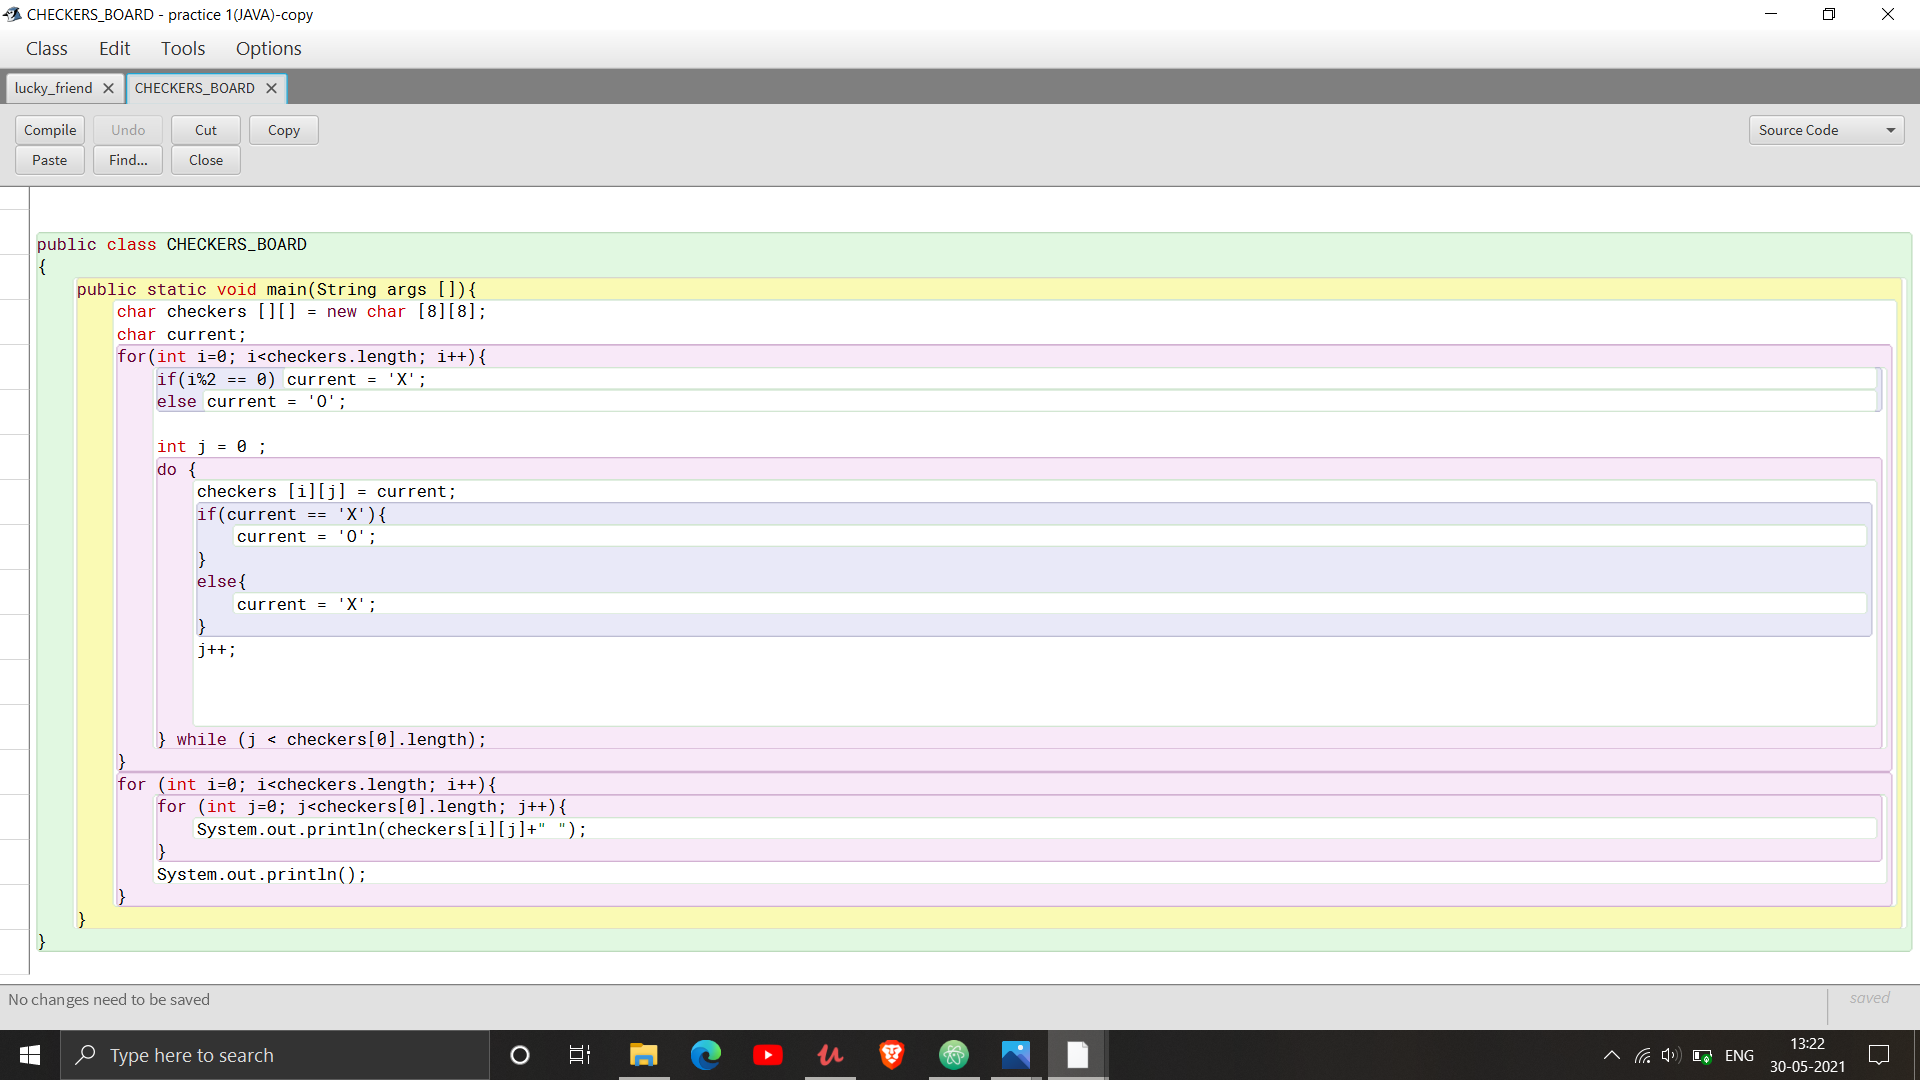 CHECKERS_BOARD - practice 1(JAVA)-copy
Class Edit Tools Options
lucky_friend CHECKERS_BOARD
Compile Undo Cut Copy Source Code
Paste Find... Close
public class CHECKERS_BOARD
{
public static void main(String args []){
char checkers [][] = new char [8][8];
char current;
for(int i=0; i<checkers.length; i++){
if(i%2 == 0) current = 'X';
else current = 'O';
int j = 0 ;
do {
checkers [i][j] = current;
if(current == 'X'){
current = 'O';
}
else{
current = 'X';
}
j++;
} while (j < checkers[0].length);
}
for (int i=0; i<checkers.length; i++){
for (int j=0; j<checkers[0].length; j++){
System.out.println(checkers[i][j]+" ");
}
System.out.println();
}
}
}
No changes need to be saved
saved
Type here to search
ENG
13:22
30-05-2021